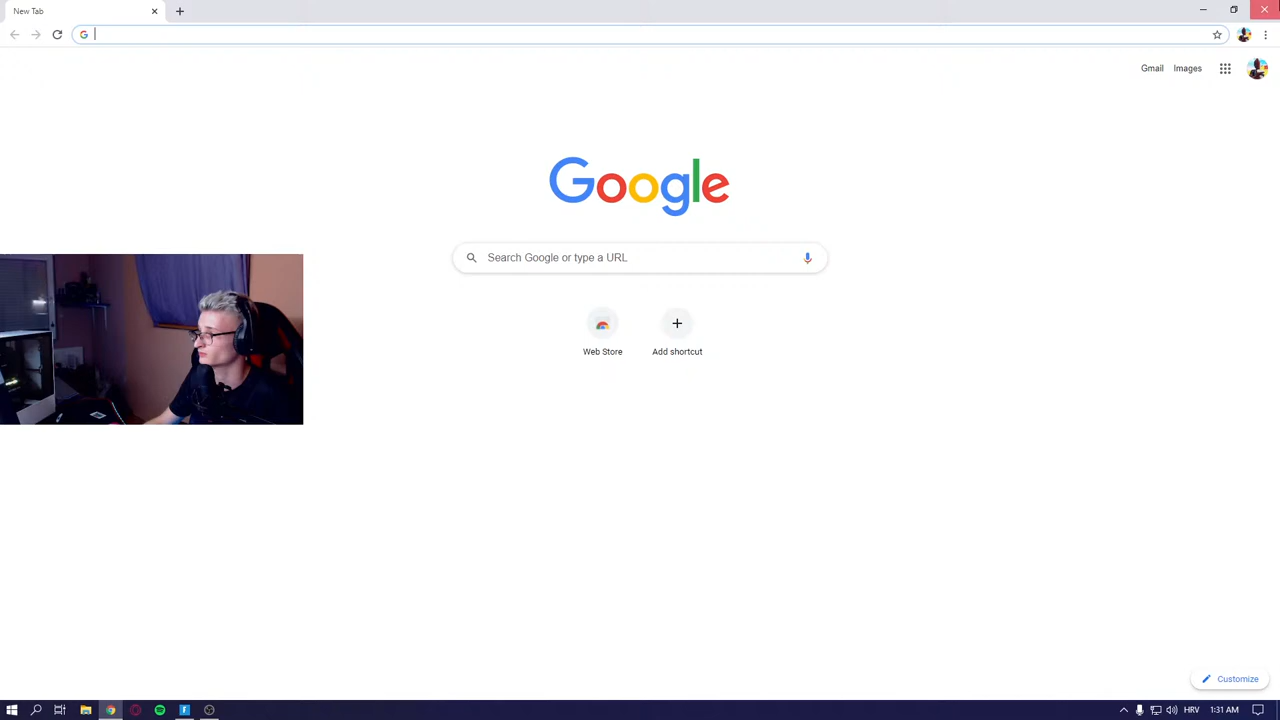 New Tab
Gmail
Images
Google
Search Google or type a URL
Web Store
Add shortcut
Customize
HRV
1:31 AM